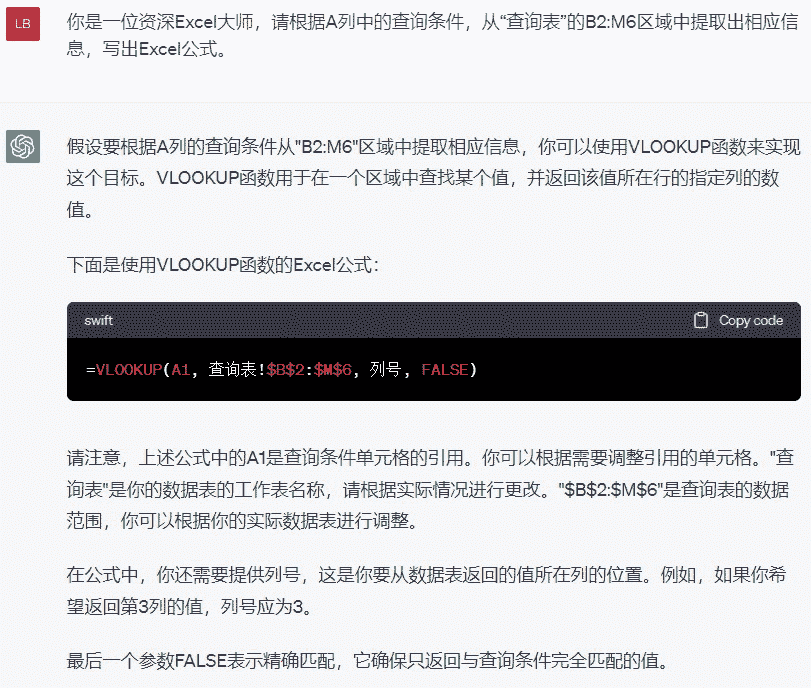 LB
你是一位资深Excel大师，请根据A列中的查询条件，从“查询表”的B2:M6区域中提取出相应信
息，写出Excel公式。
假设要根据A列的查询条件从"B2:M6"区域中提取相应信息，你可以使用VLOOKUP函数来实现
这个目标。VLOOKUP函数用于在一个区域中查找某个值，并返回该值所在行的指定列的数
值。
下面是使用VLOOKUP函数的Excel公式：
swift Copy code
=VLOOKUP(A1, 查询表!$B$2:$M$6, 列号, FALSE)
请注意，上述公式中的A1是查询条件单元格的引用。你可以根据需要调整引用的单元格。"查
询表"是你的数据表的工作表名称，请根据实际情况进行更改。"$B$2:$M$6"是查询表的数据
范围，你可以根据你的实际数据表进行调整。
在公式中，你还需要提供列号，这是你要从数据表返回的值所在列的位置。例如，如果你希
望返回第3列的值，列号应为3。
最后一个参数FALSE表示精确匹配，它确保只返回与查询条件完全匹配的值。